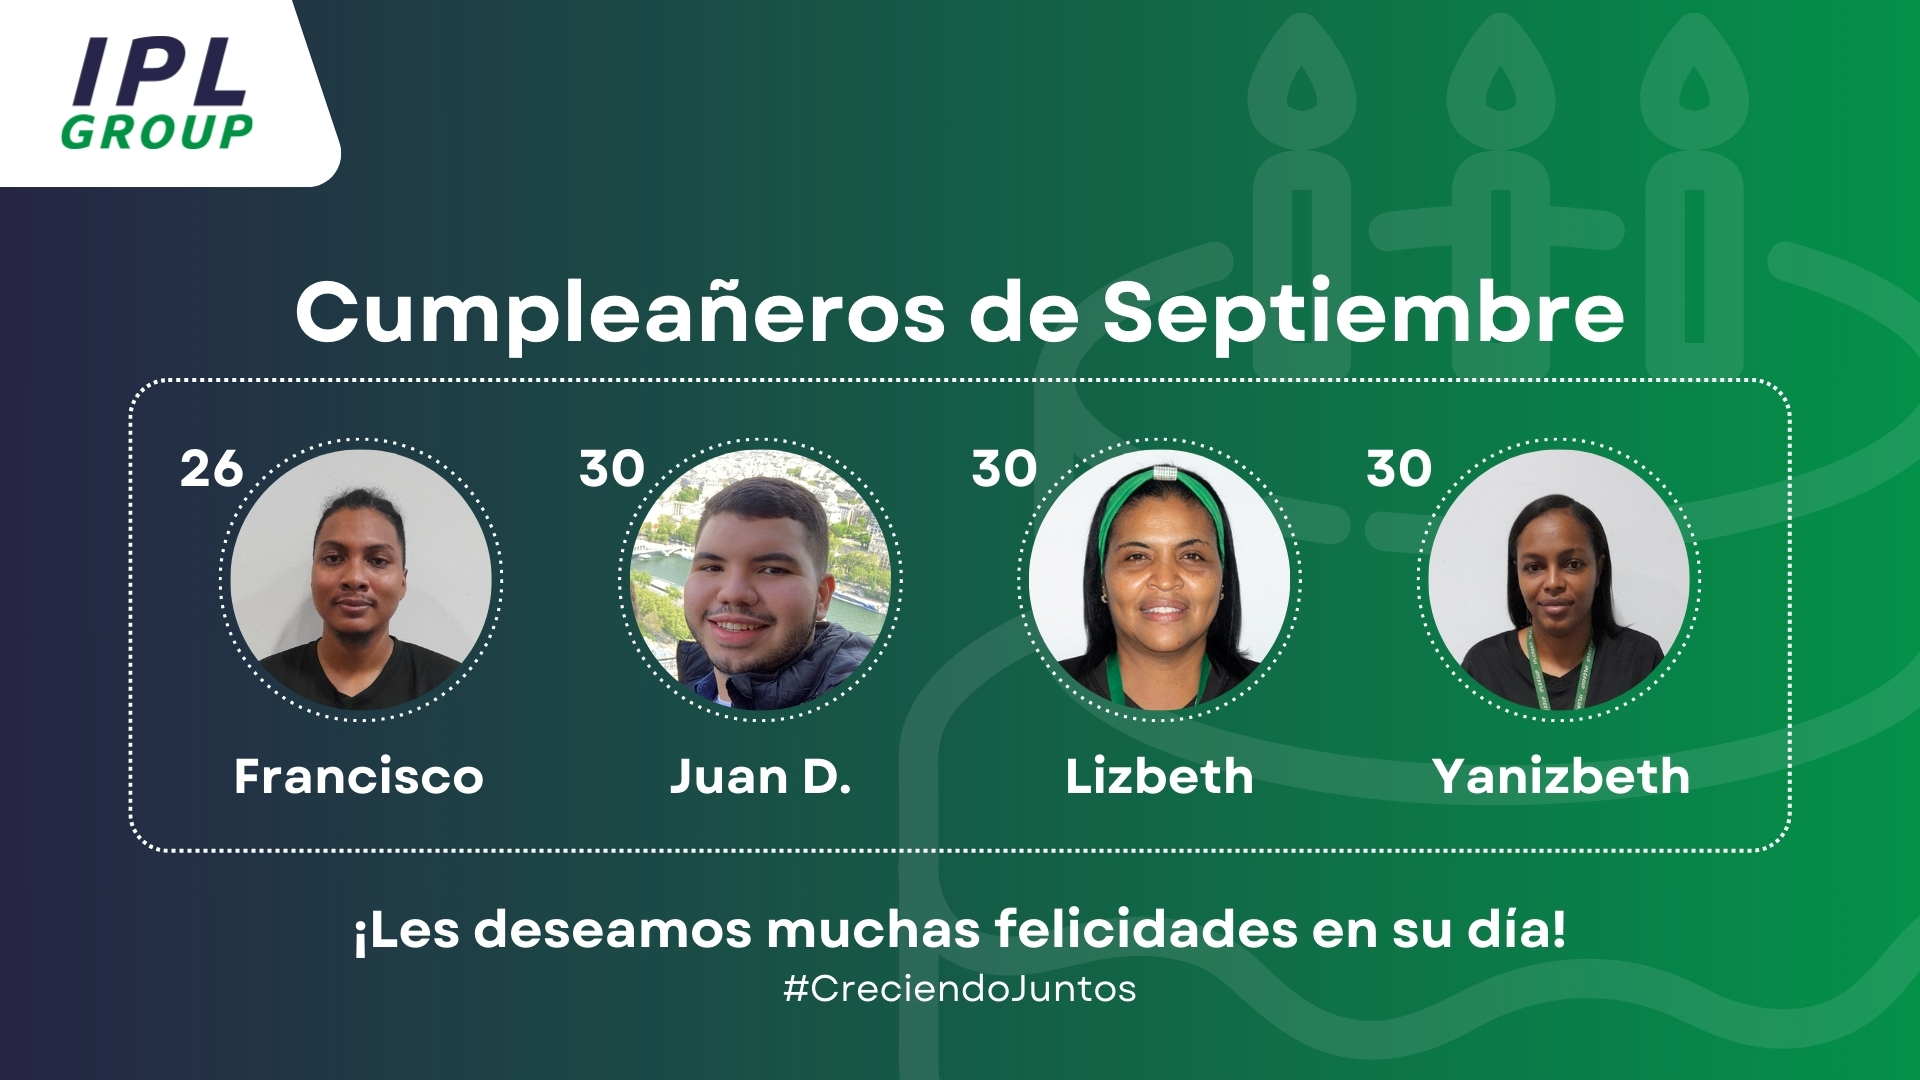 IPL
GROUP
Cumpleañeros de Septiembre
26
30
30
30
Francisco
Juan D.
Lizbeth
Yanizbeth
¡Les deseamos muchas felicidades en su día!
#CreciendoJuntos